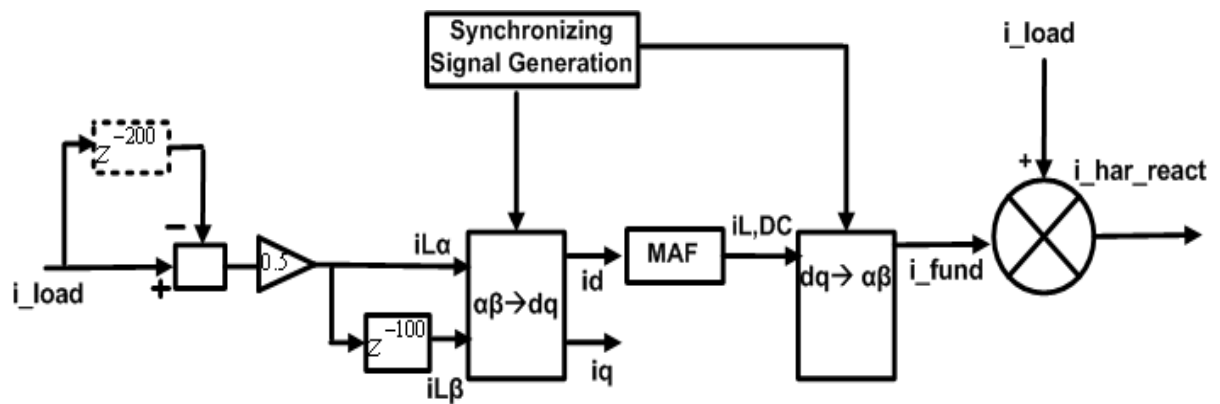 Synchronizing
Signal Generation
i_load
z^-200
−
+
i_load
0.5
iLα
z^-100
iLβ
αβ→dq
id
iq
MAF
iL,DC
dq→ αβ
i_fund
+
i_har_react